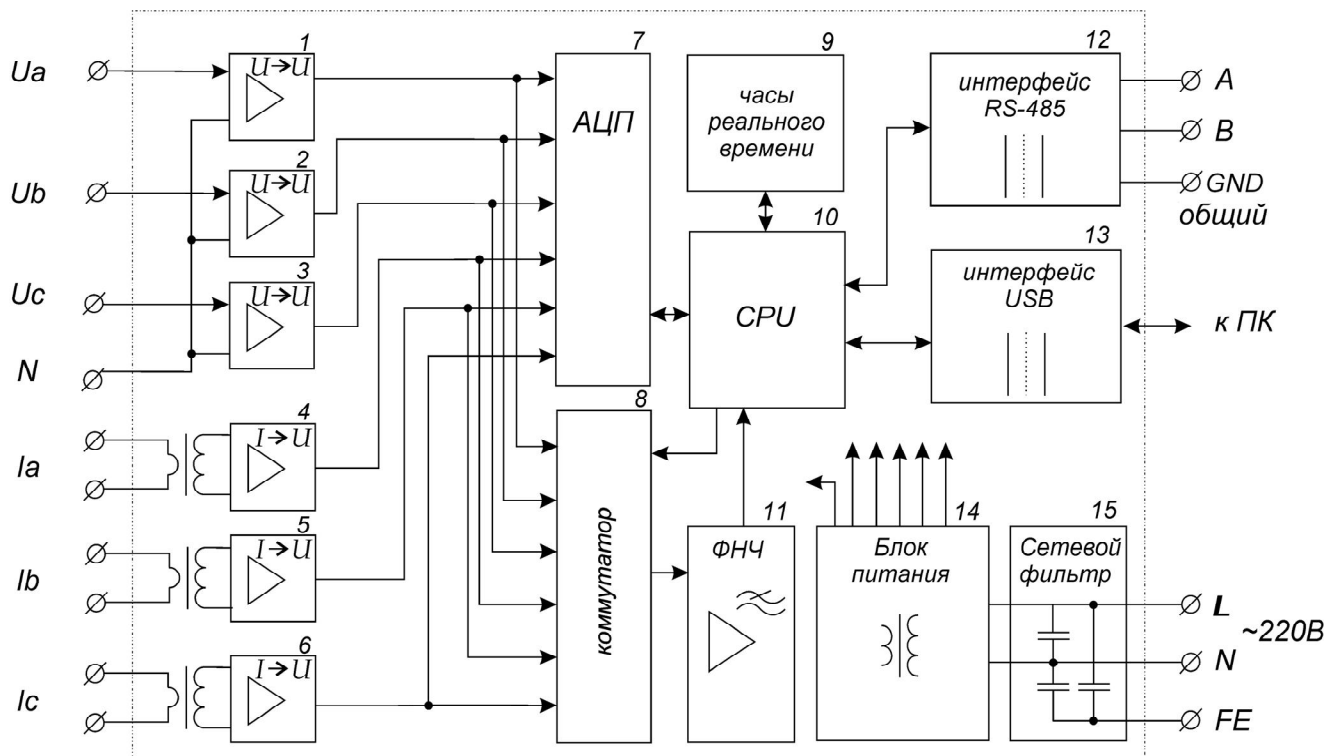 Ua
Ub
Uc
N
Ia
Ib
Ic
1
U→U
2
U→U
3
U→U
4
I→U
5
I→U
6
I→U
7
АЦП
8
коммутатор
9
часы
реального
времени
10
CPU
11
ФНЧ
12
интерфейс
RS-485
A
B
GND
общий
13
интерфейс
USB
к ПК
14
Блок
питания
15
Сетевой
фильтр
L
~220В
N
FE